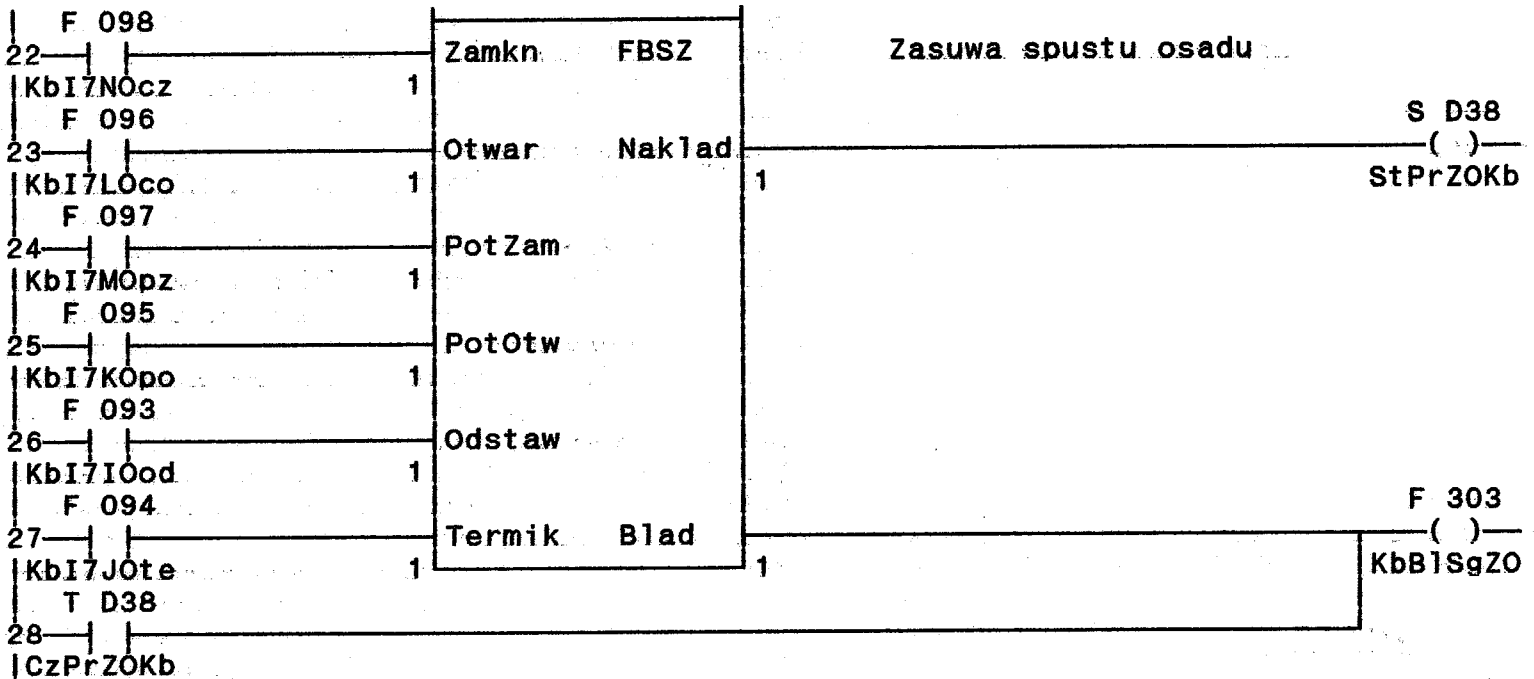 F 098
22 Zamkn FBSZ Zasuwa spustu osadu
KbI7NOcz 1
F 096 S D38
23 Otwar Naklad ( )
KbI7LOco 1 1 StPrZOKb
F 097
24 PotZam
KbI7MOpz 1
F 095
25 PotOtw
KbI7KOpo 1
F 093
26 Odstaw
KbI7IOod 1
F 094 F 303
27 Termik Blad ( )
KbI7JOte 1 1 KbBlSgZO
T D38
28
CzPrZOKb